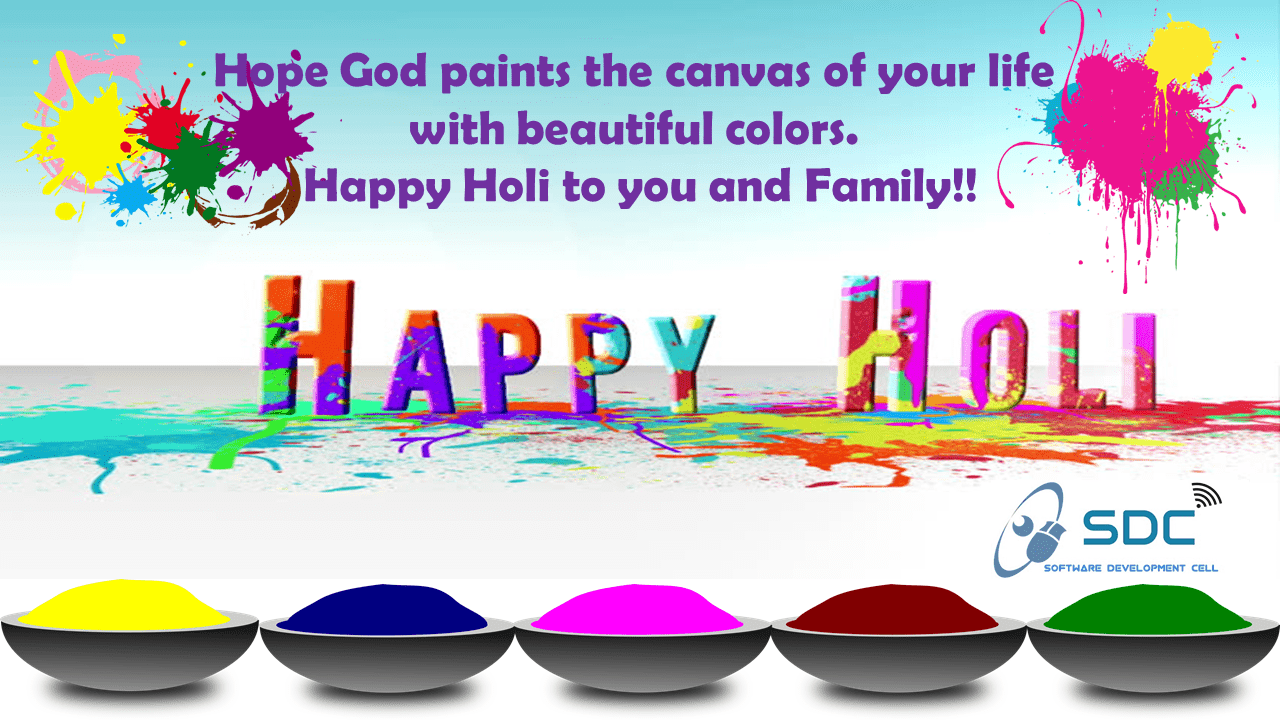 Hope God paints the canvas of your life
with beautiful colors.
Happy Holi to you and Family!!
HAPPY HOLI
SDC
SOFTWARE DEVELOPMENT CELL